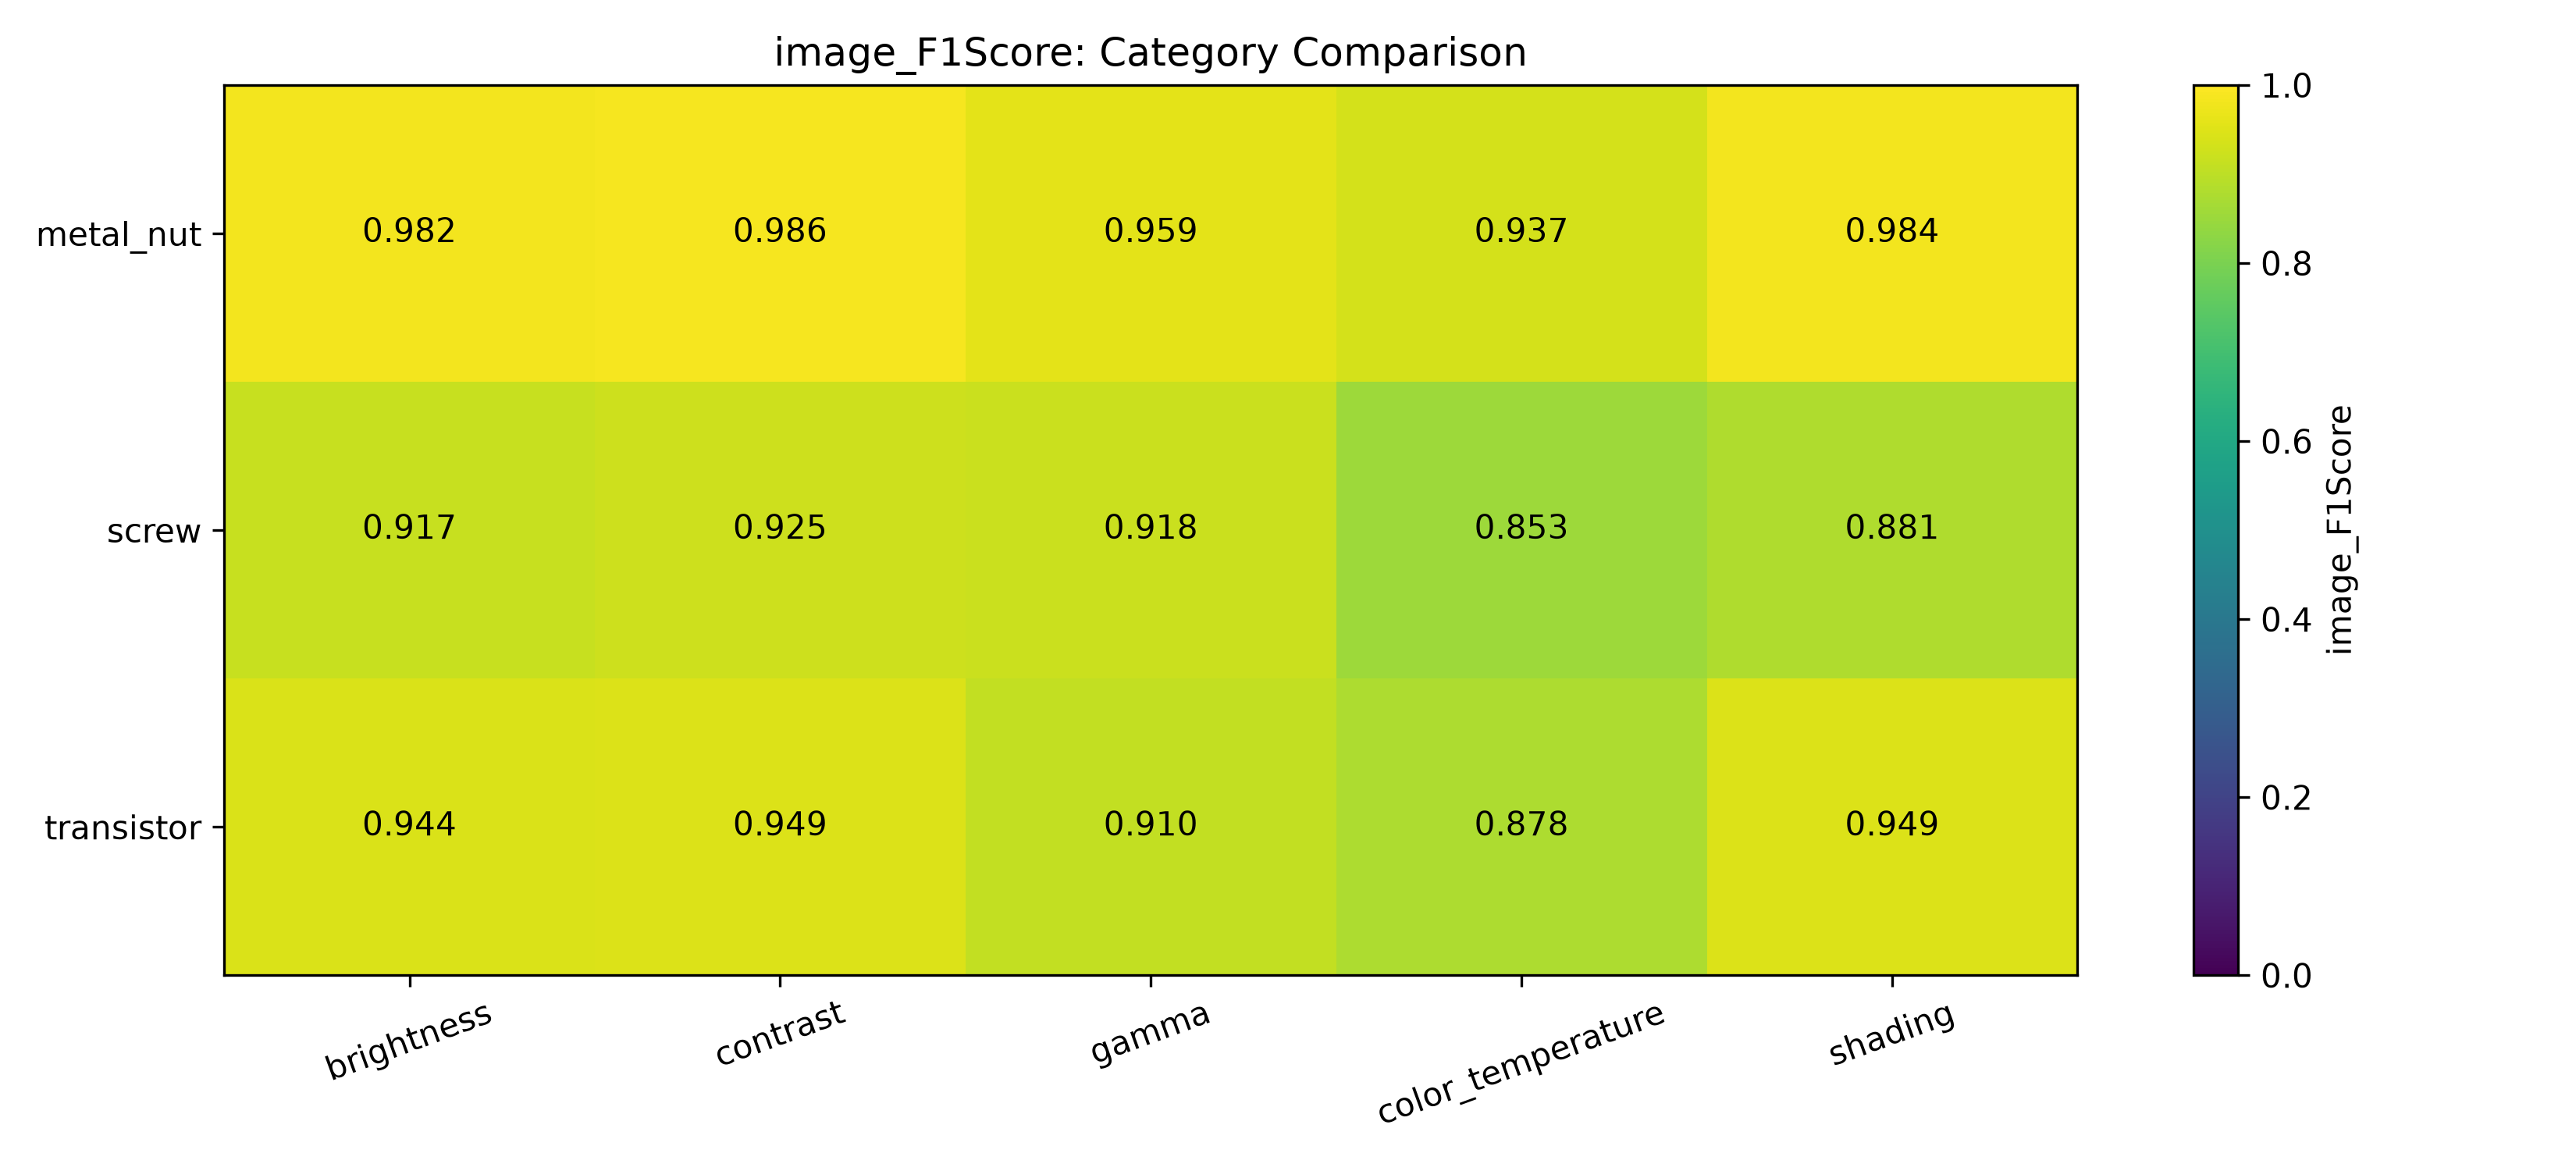 image_F1Score: Category Comparison
metal_nut 0.982 0.986 0.959 0.937 0.984
screw 0.917 0.925 0.918 0.853 0.881
transistor 0.944 0.949 0.910 0.878 0.949
brightness contrast gamma color_temperature shading
1.0
0.8
0.6
0.4
0.2
0.0
image_F1Score